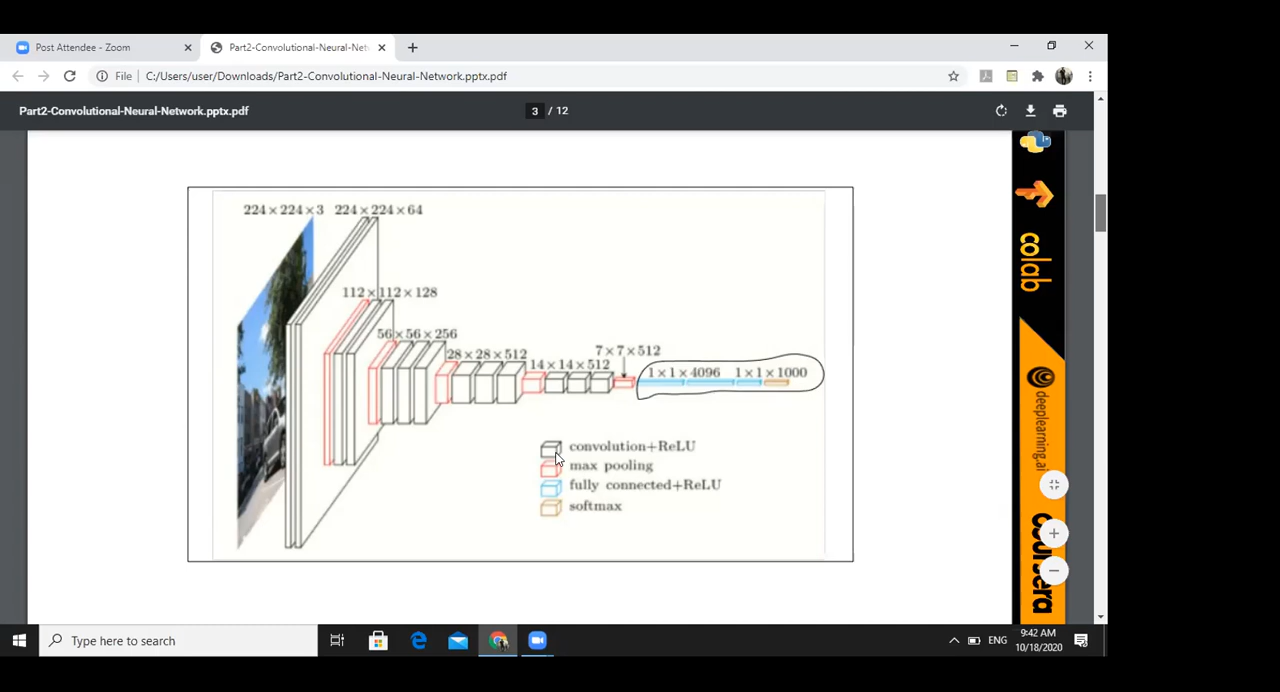 Post Attendee - Zoom
Part2-Convolutional-Neural-Net
File
C:/Users/user/Downloads/Part2-Convolutional-Neural-Network.pptx.pdf
Part2-Convolutional-Neural-Network.pptx.pdf
3 / 12
224×224×3 224×224×64
112×112×128
56×56×256
28×28×512
14×14×512
7×7×512
1×1×4096 1×1×1000
convolution+ReLU
max pooling
fully connected+ReLU
softmax
colab
deeplearning.ai
coursera
Type here to search
ENG
9:42 AM
10/18/2020